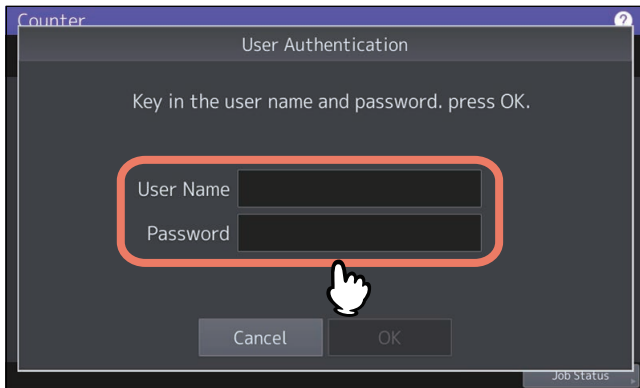 Counter
?
User Authentication
Key in the user name and password. press OK.
User Name
Password
Cancel
OK
Job Status